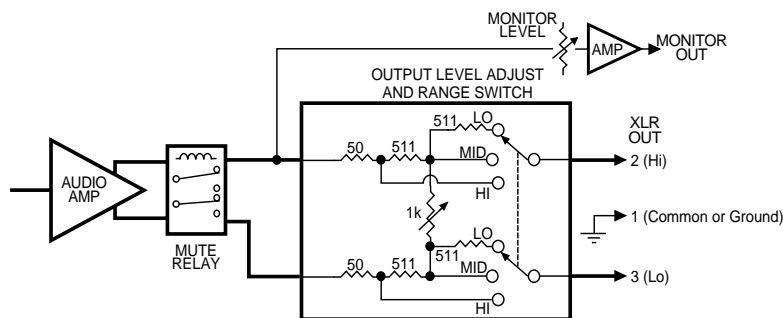 MONITOR
LEVEL
AMP
MONITOR
OUT
OUTPUT LEVEL ADJUST
AND RANGE SWITCH
AUDIO
AMP
MUTE
RELAY
50
511
511
LO
MID
HI
1k
50
511
511
LO
MID
HI
XLR
OUT
2 (Hi)
1 (Common or Ground)
3 (Lo)